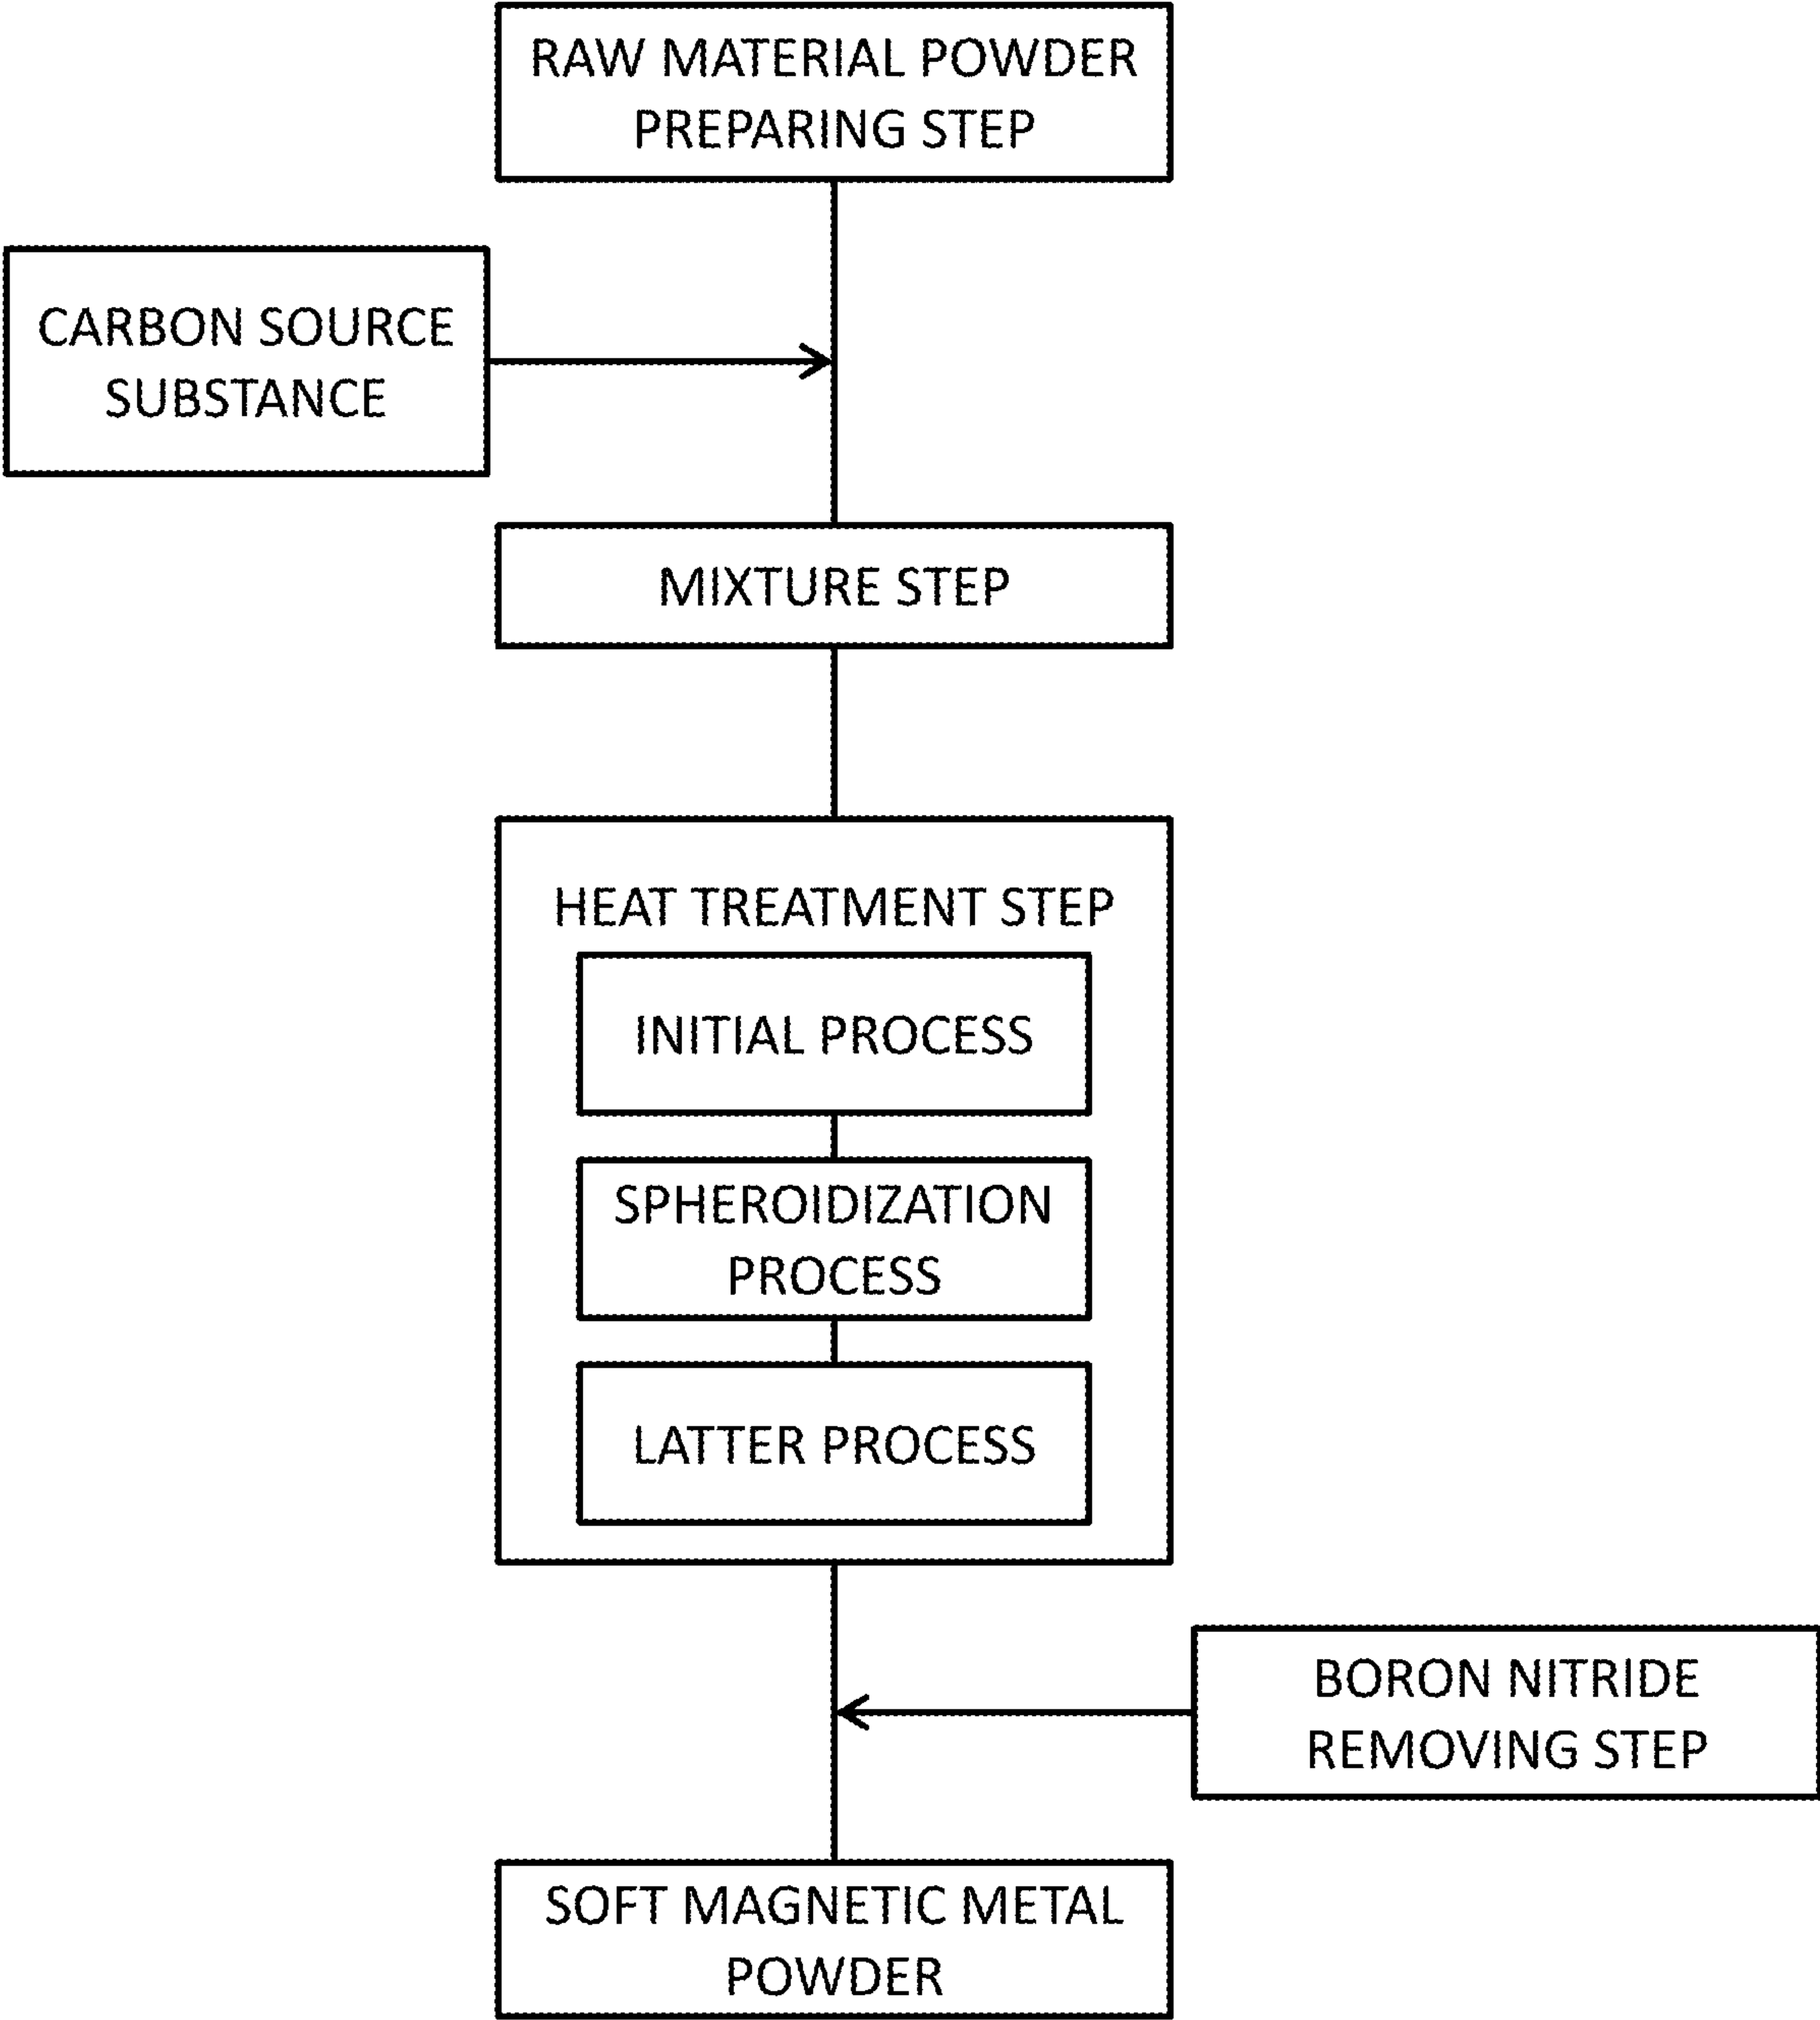 RAW MATERIAL POWDER
PREPARING STEP
CARBON SOURCE
SUBSTANCE
MIXTURE STEP
HEAT TREATMENT STEP
INITIAL PROCESS
SPHEROIDIZATION
PROCESS
LATTER PROCESS
BORON NITRIDE
REMOVING STEP
SOFT MAGNETIC METAL
POWDER